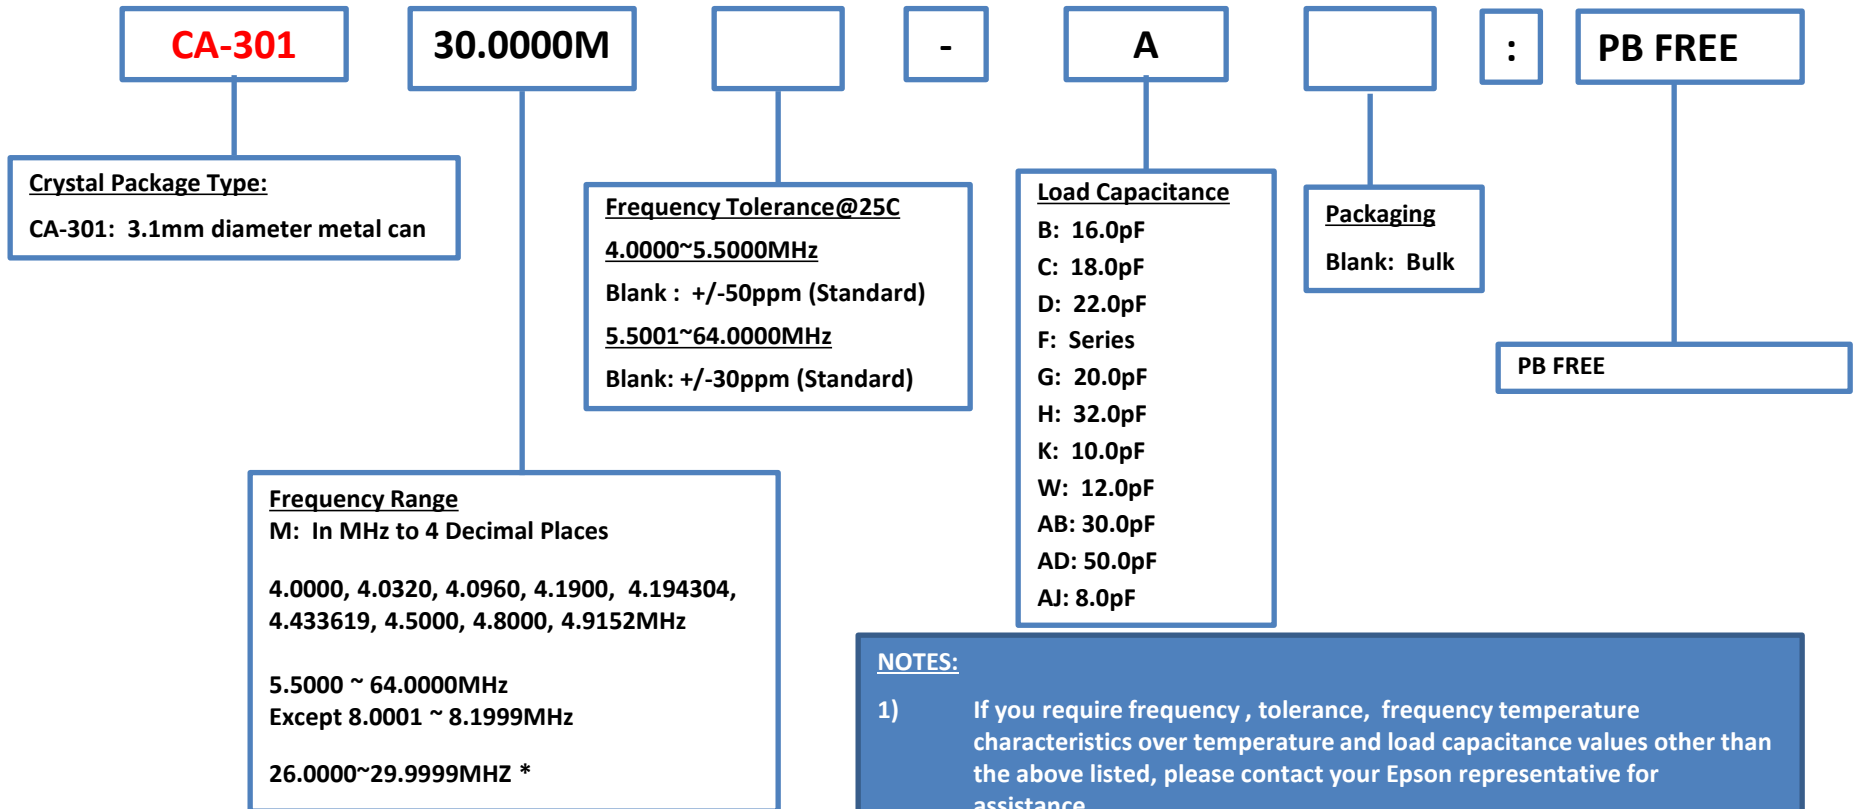 CA-301
30.0000M
-
A
:
PB FREE
Crystal Package Type:
CA-301: 3.1mm diameter metal can
Frequency Range
M: In MHz to 4 Decimal Places
4.0000, 4.0320, 4.0960, 4.1900, 4.194304,
4.433619, 4.5000, 4.8000, 4.9152MHz
5.5000 ~ 64.0000MHz
Except 8.0001 ~ 8.1999MHz
26.0000~29.9999MHZ *
Frequency Tolerance@25C
4.0000~5.5000MHz
Blank : +/-50ppm (Standard)
5.5001~64.0000MHz
Blank: +/-30ppm (Standard)
Load Capacitance
B: 16.0pF
C: 18.0pF
D: 22.0pF
F: Series
G: 20.0pF
H: 32.0pF
K: 10.0pF
W: 12.0pF
AB: 30.0pF
AD: 50.0pF
AJ: 8.0pF
Packaging
Blank: Bulk
PB FREE
NOTES:
1) If you require frequency , tolerance, frequency temperature
characteristics over temperature and load capacitance values other than
the above listed, please contact your Epson representative for
assistance